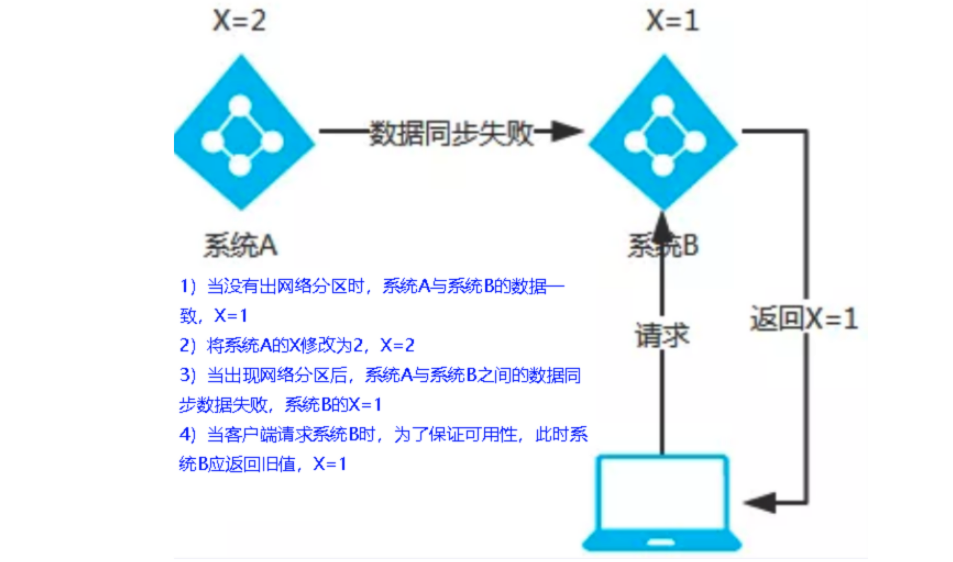 X=2
X=1
数据同步失败
系统A
系统B
1）当没有出网络分区时，系统A与系统B的数据一
致，X=1
2）将系统A的X修改为2，X=2
3）当出现网络分区后，系统A与系统B之间的数据同
步数据失败，系统B的X=1
4）当客户端请求系统B时，为了保证可用性，此时系
统B应返回旧值，X=1
请求
返回X=1